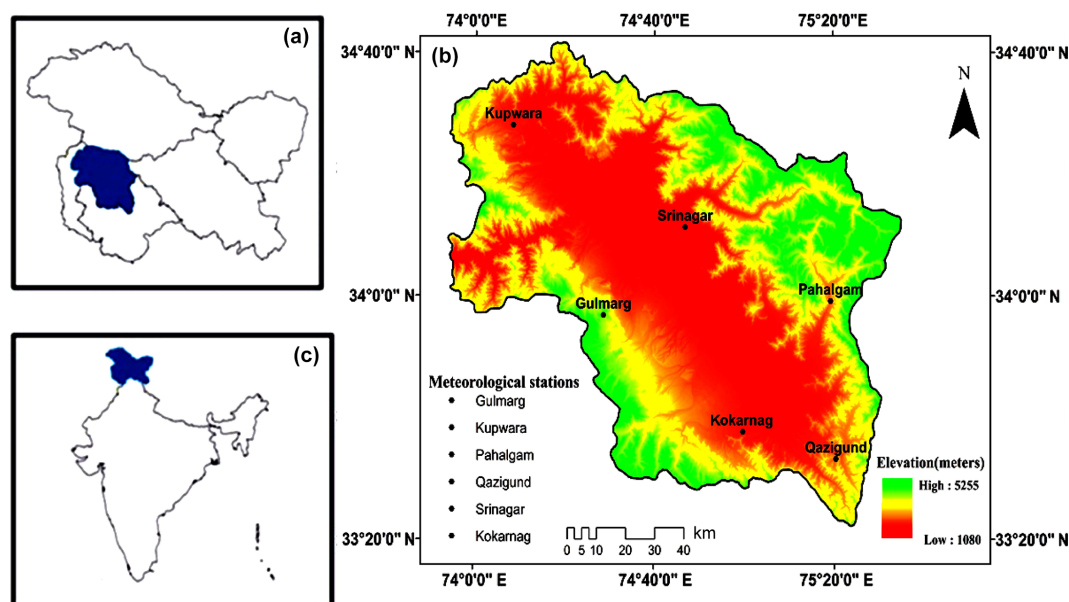 (a)
(c)
74°0'0" E 74°40'0" E 75°20'0" E
34°40' N
34°40'0" N
(b)
N
Kupwara
Srinagar
Pahalgam
34°0'0" N
34°0'0" N
Gulmarg
Meteorological stations
Gulmarg
Kupwara
Pahalgam
Qazigund
Srinagar
Kokarnag
Kokarnag
Qazigund
Elevation(meters)
High : 5255
Low : 1080
0 5 10 20 30 40 km
33°20'0" N
33°20'0" N
74°0'0" E 74°40'0" E 75°20'0" E